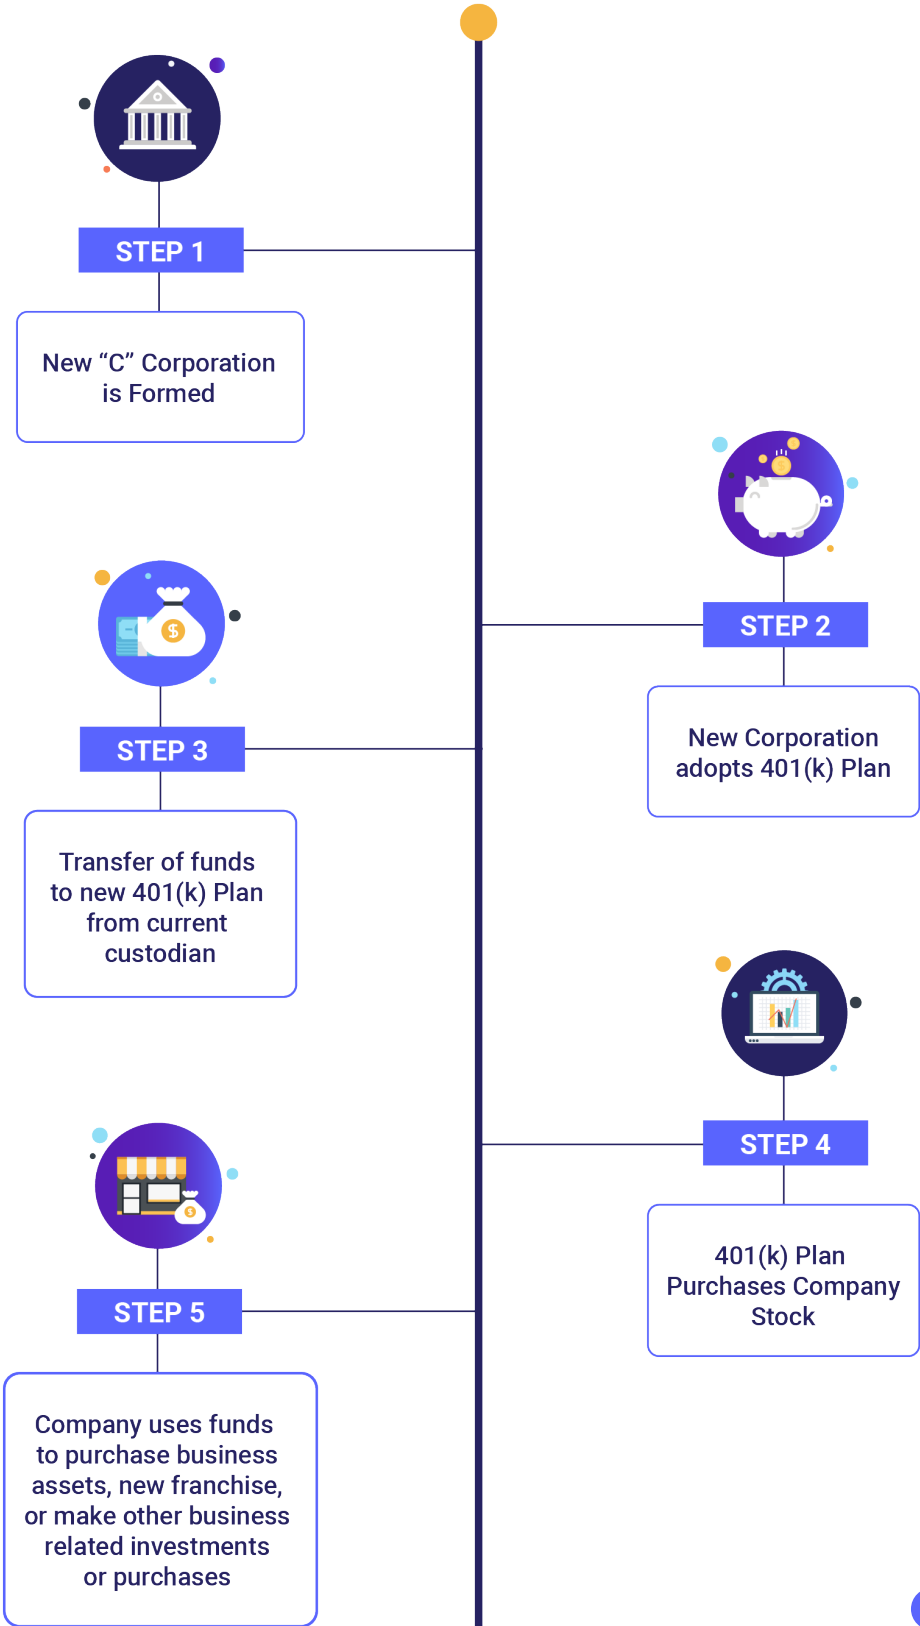 STEP 1
New “C” Corporation
is Formed
STEP 2
New Corporation
adopts 401(k) Plan
STEP 3
Transfer of funds
to new 401(k) Plan
from current
custodian
STEP 4
401(k) Plan
Purchases Company
Stock
STEP 5
Company uses funds
to purchase business
assets, new franchise,
or make other business
related investments
or purchases